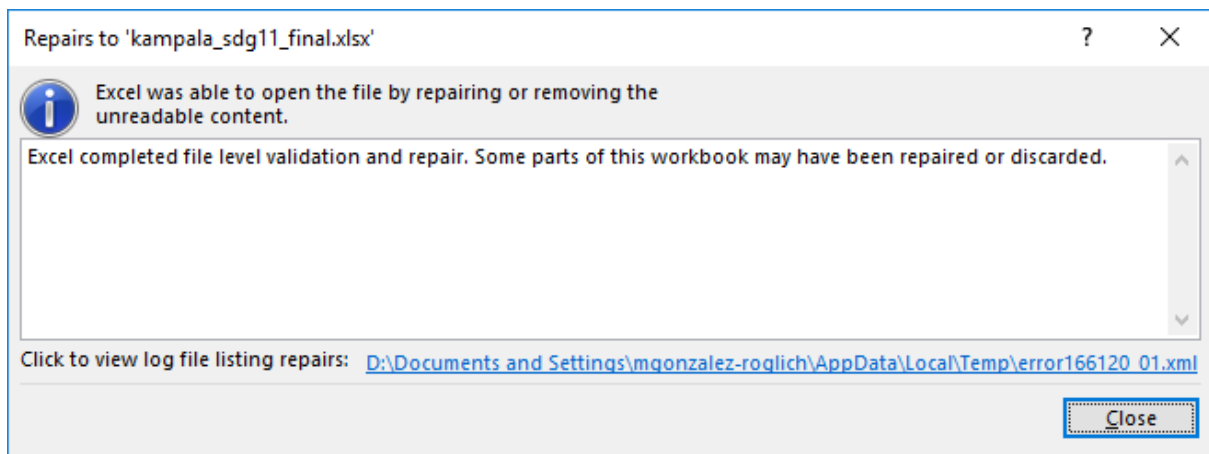 Repairs to 'kampala_sdg11_final.xlsx'
?
Excel was able to open the file by repairing or removing the
unreadable content.
Excel completed file level validation and repair. Some parts of this workbook may have been repaired or discarded.
Click to view log file listing repairs: D:\Documents and Settings\mgonzalez-roglich\AppData\Local\Temp\error166120_01.xml
Close